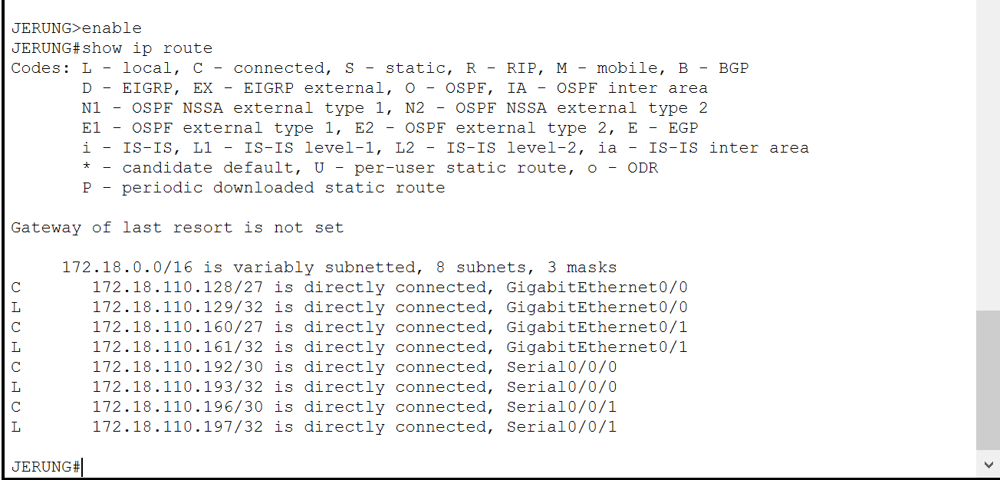 JERUNG>enable
JERUNG#show ip route
Codes: L - local, C - connected, S - static, R - RIP, M - mobile, B - BGP
       D - EIGRP, EX - EIGRP external, O - OSPF, IA - OSPF inter area
       N1 - OSPF NSSA external type 1, N2 - OSPF NSSA external type 2
       E1 - OSPF external type 1, E2 - OSPF external type 2, E - EGP
       i - IS-IS, L1 - IS-IS level-1, L2 - IS-IS level-2, ia - IS-IS inter area
       * - candidate default, U - per-user static route, o - ODR
       P - periodic downloaded static route

Gateway of last resort is not set

     172.18.0.0/16 is variably subnetted, 8 subnets, 3 masks
C       172.18.110.128/27 is directly connected, GigabitEthernet0/0
L       172.18.110.129/32 is directly connected, GigabitEthernet0/0
C       172.18.110.160/27 is directly connected, GigabitEthernet0/1
L       172.18.110.161/32 is directly connected, GigabitEthernet0/1
C       172.18.110.192/30 is directly connected, Serial0/0/0
L       172.18.110.193/32 is directly connected, Serial0/0/0
C       172.18.110.196/30 is directly connected, Serial0/0/1
L       172.18.110.197/32 is directly connected, Serial0/0/1

JERUNG#